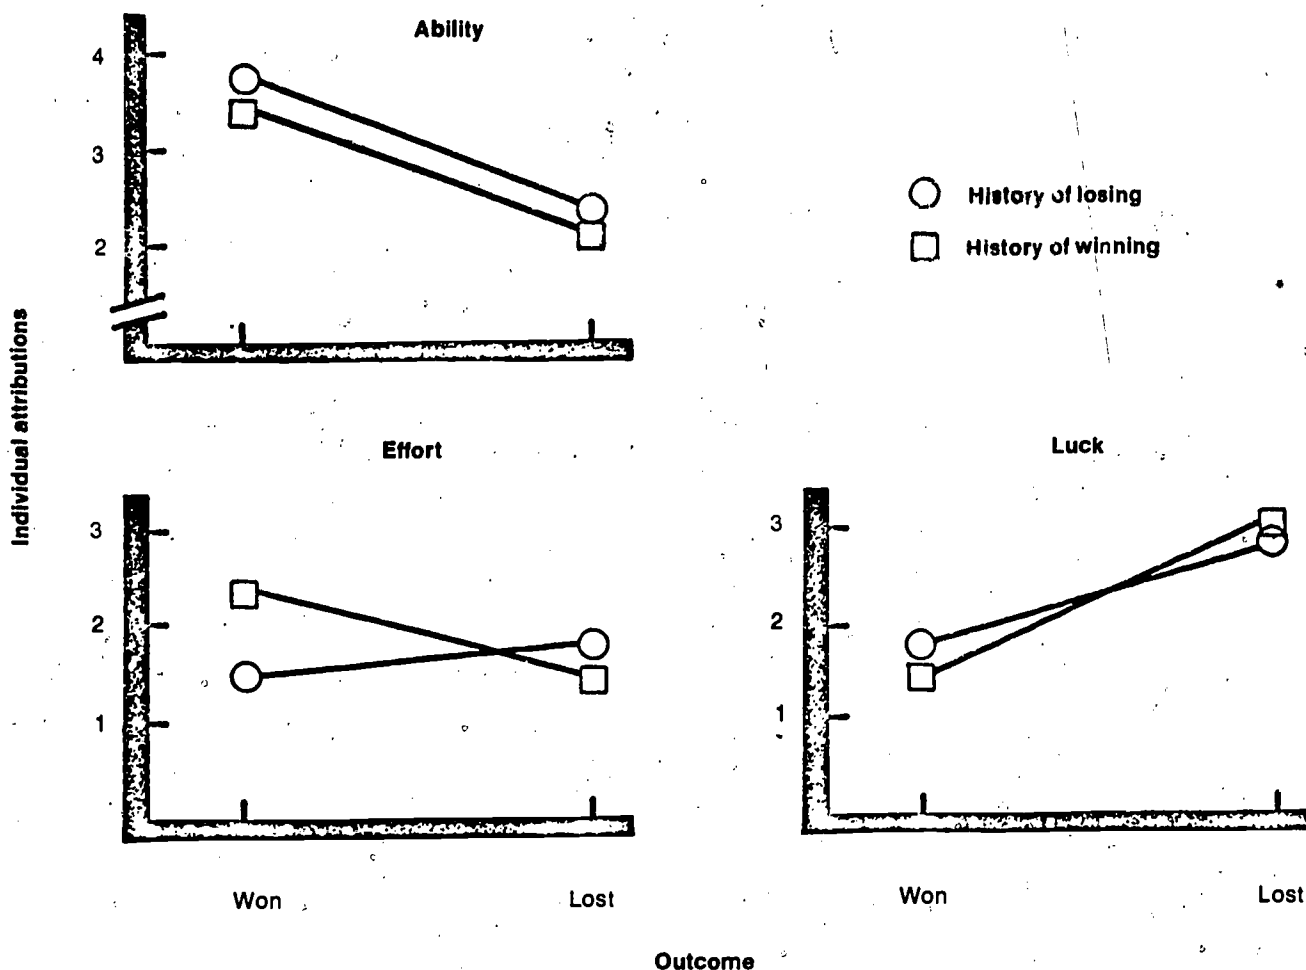 Ability
4
3
2
History of losing
History of winning
Individual attributions
Effort
3
2
1
Luck
3
2
1
Won
Lost
Won
Lost
Outcome